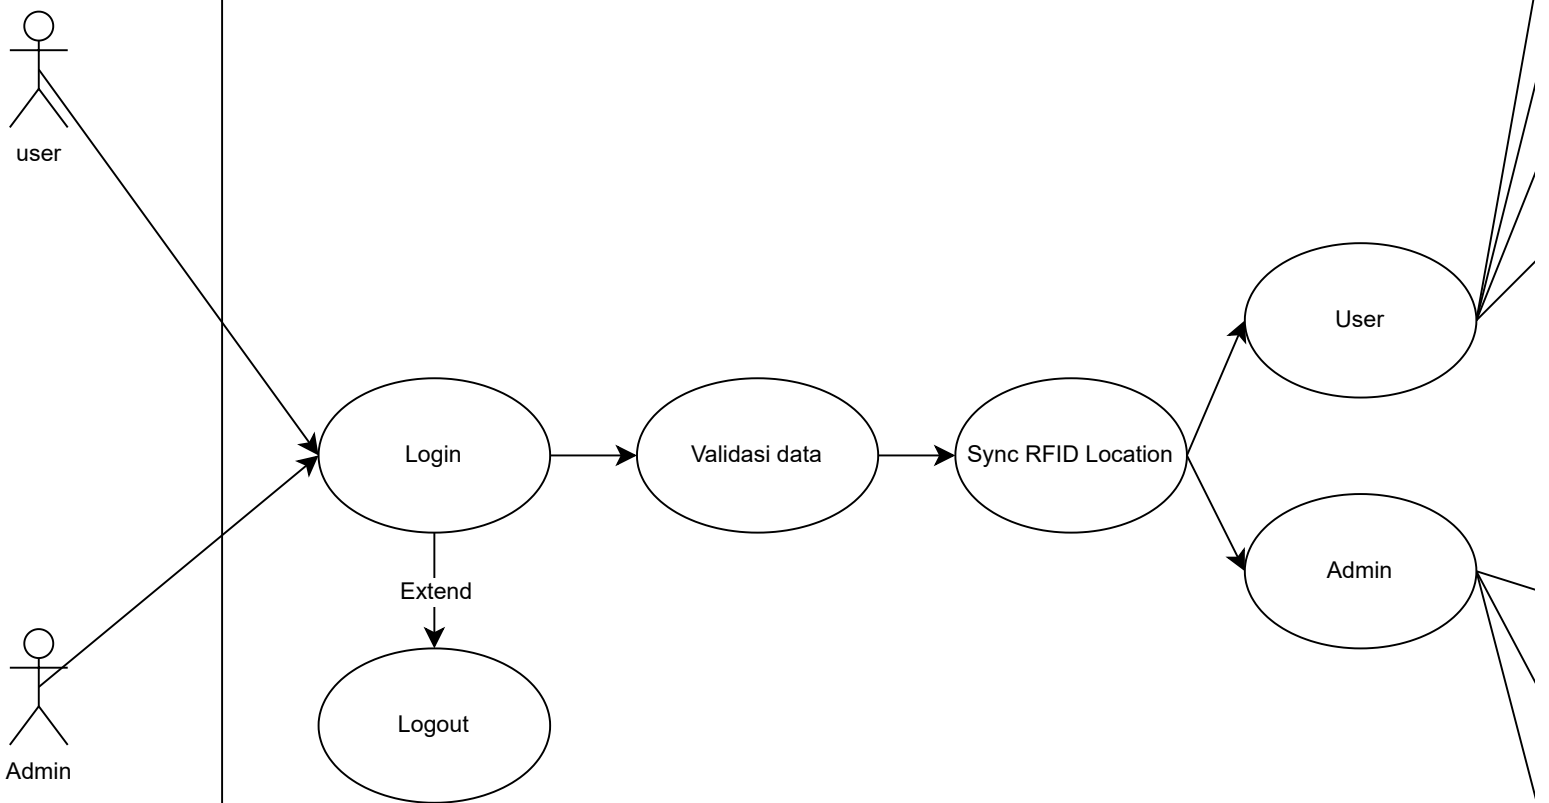 user
User
Login
Validasi data
Sync RFID Location
Admin
Extend
Logout
Admin